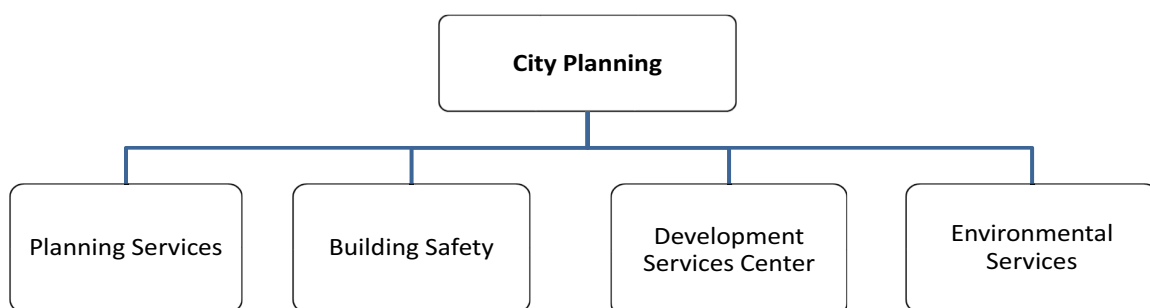 City Planning
Planning Services
Building Safety
Development
Services Center
Environmental
Services